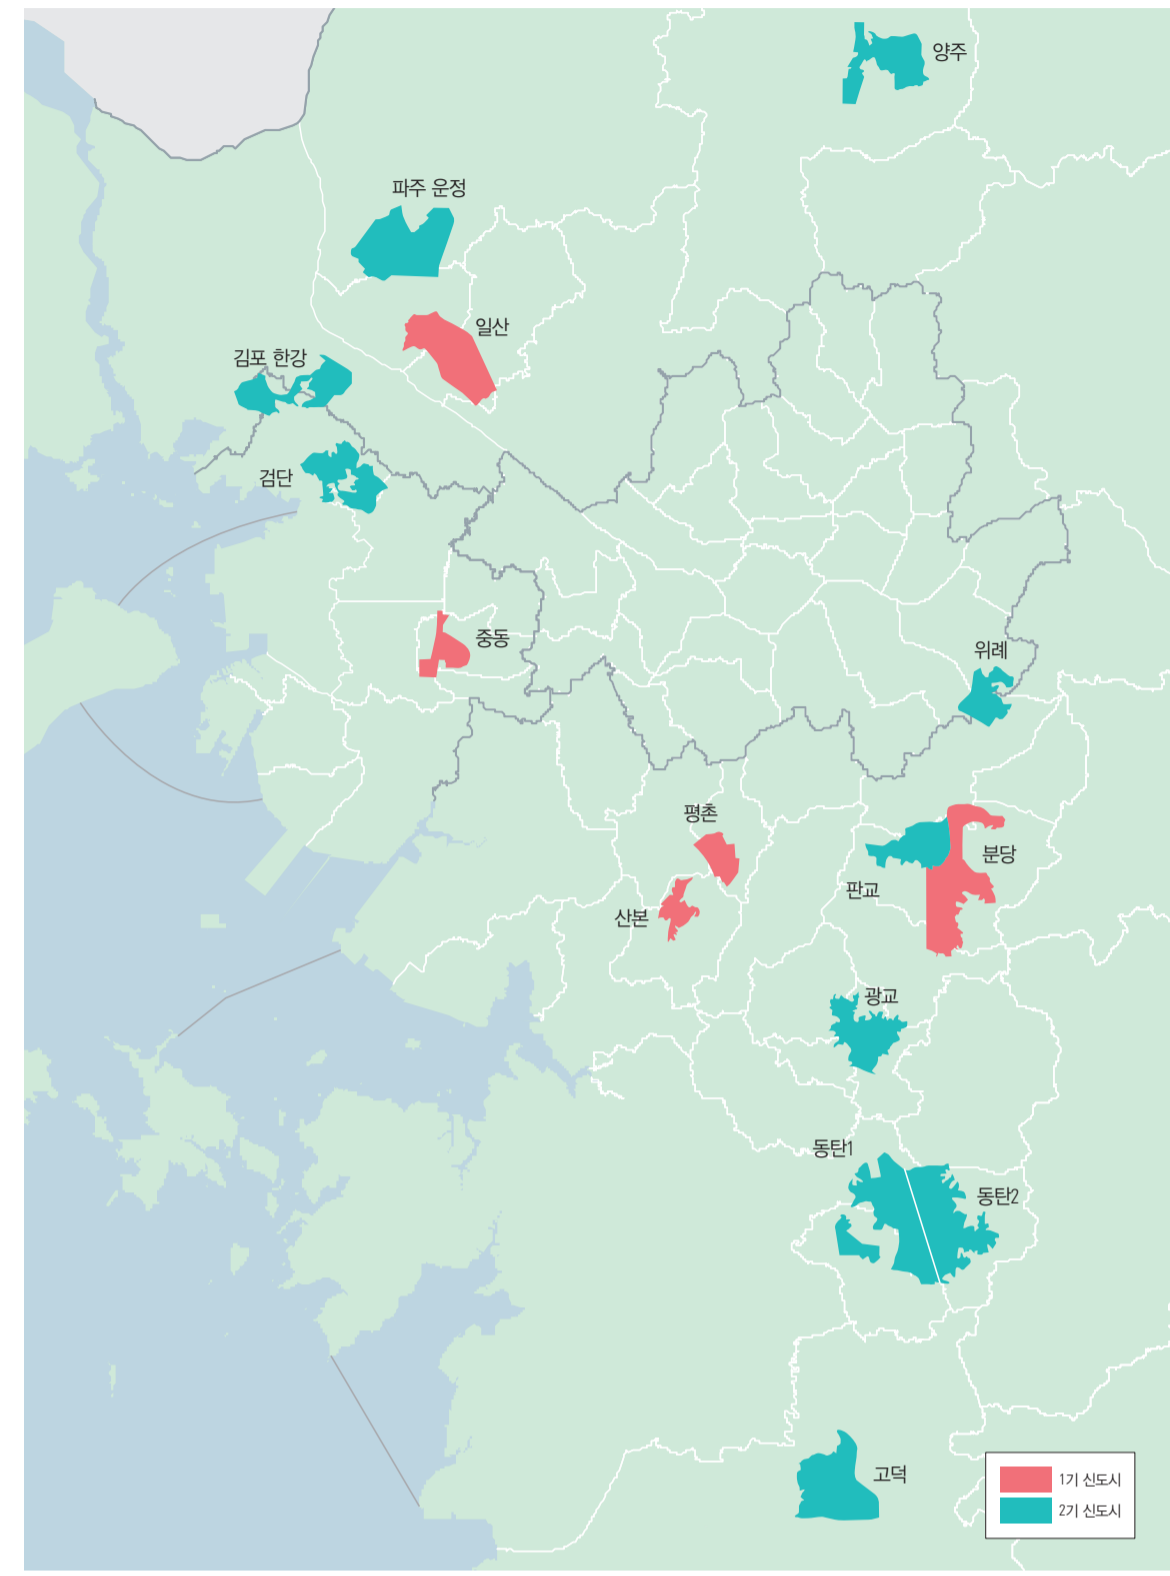 양주
파주 운정
일산
김포 한강
검단
중동
위례
평촌
분당
판교
산본
광교
동탄1
동탄2
고덕
1기 신도시
2기 신도시